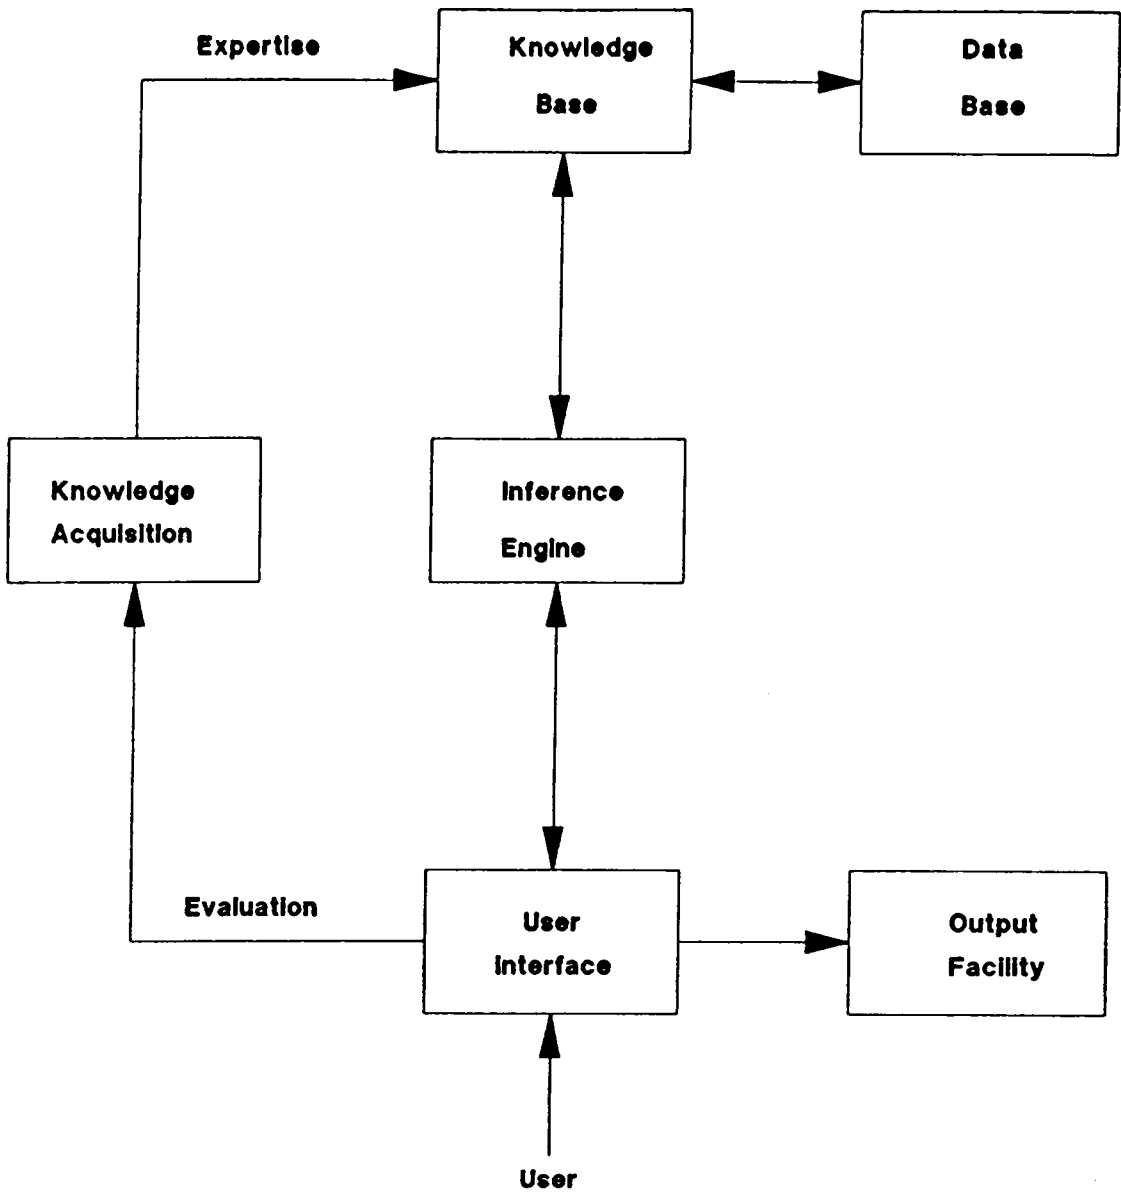 Expertise
Knowledge
Base
Data
Base
Knowledge
Acquisition
Inference
Engine
Evaluation
User
Interface
Output
Facility
User